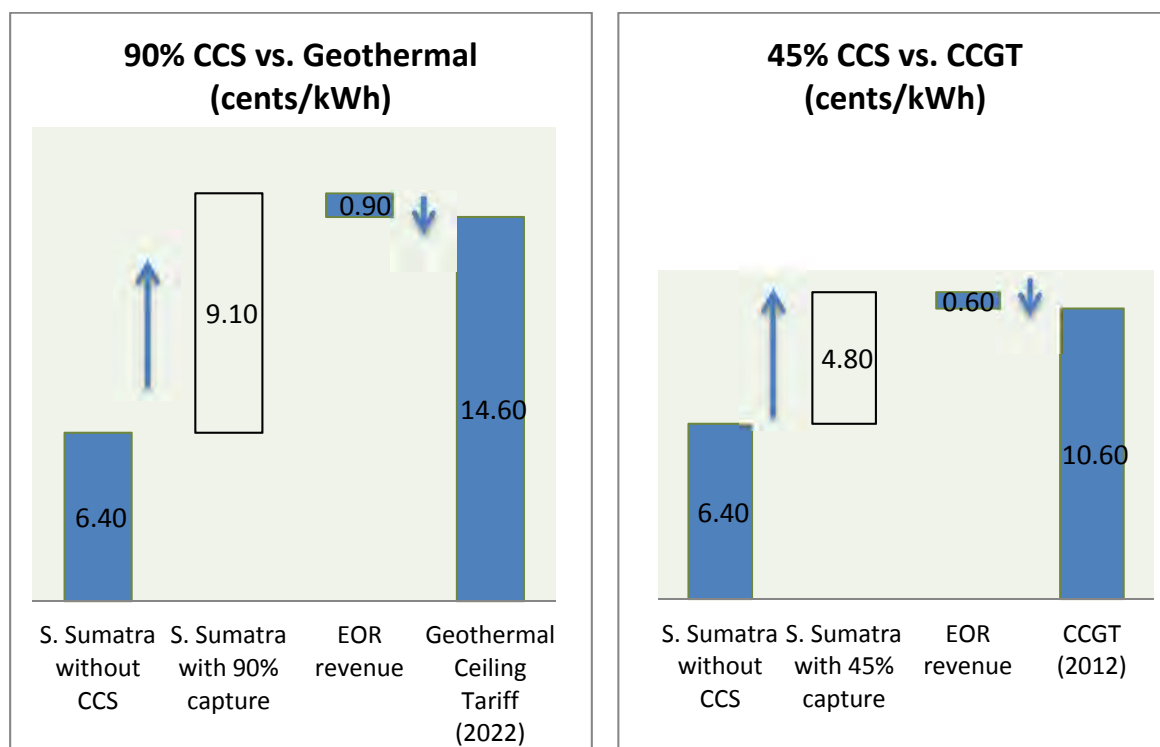 90% CCS vs. Geothermal
(cents/kWh)
0.90
9.10
14.60
6.40
S. Sumatra
without
CCS
S. Sumatra
with 90%
capture
EOR
revenue
Geothermal
Ceiling
Tariff
(2022)
45% CCS vs. CCGT
(cents/kWh)
0.60
4.80
10.60
6.40
S. Sumatra
without
CCS
S. Sumatra
with 45%
capture
EOR
revenue
CCGT
(2012)